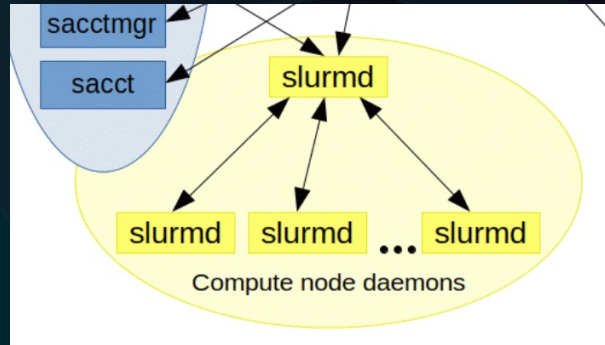 sacctmgr
slurmd
sacct
slurmd
slurmd
...
slurmd
Compute node daemons